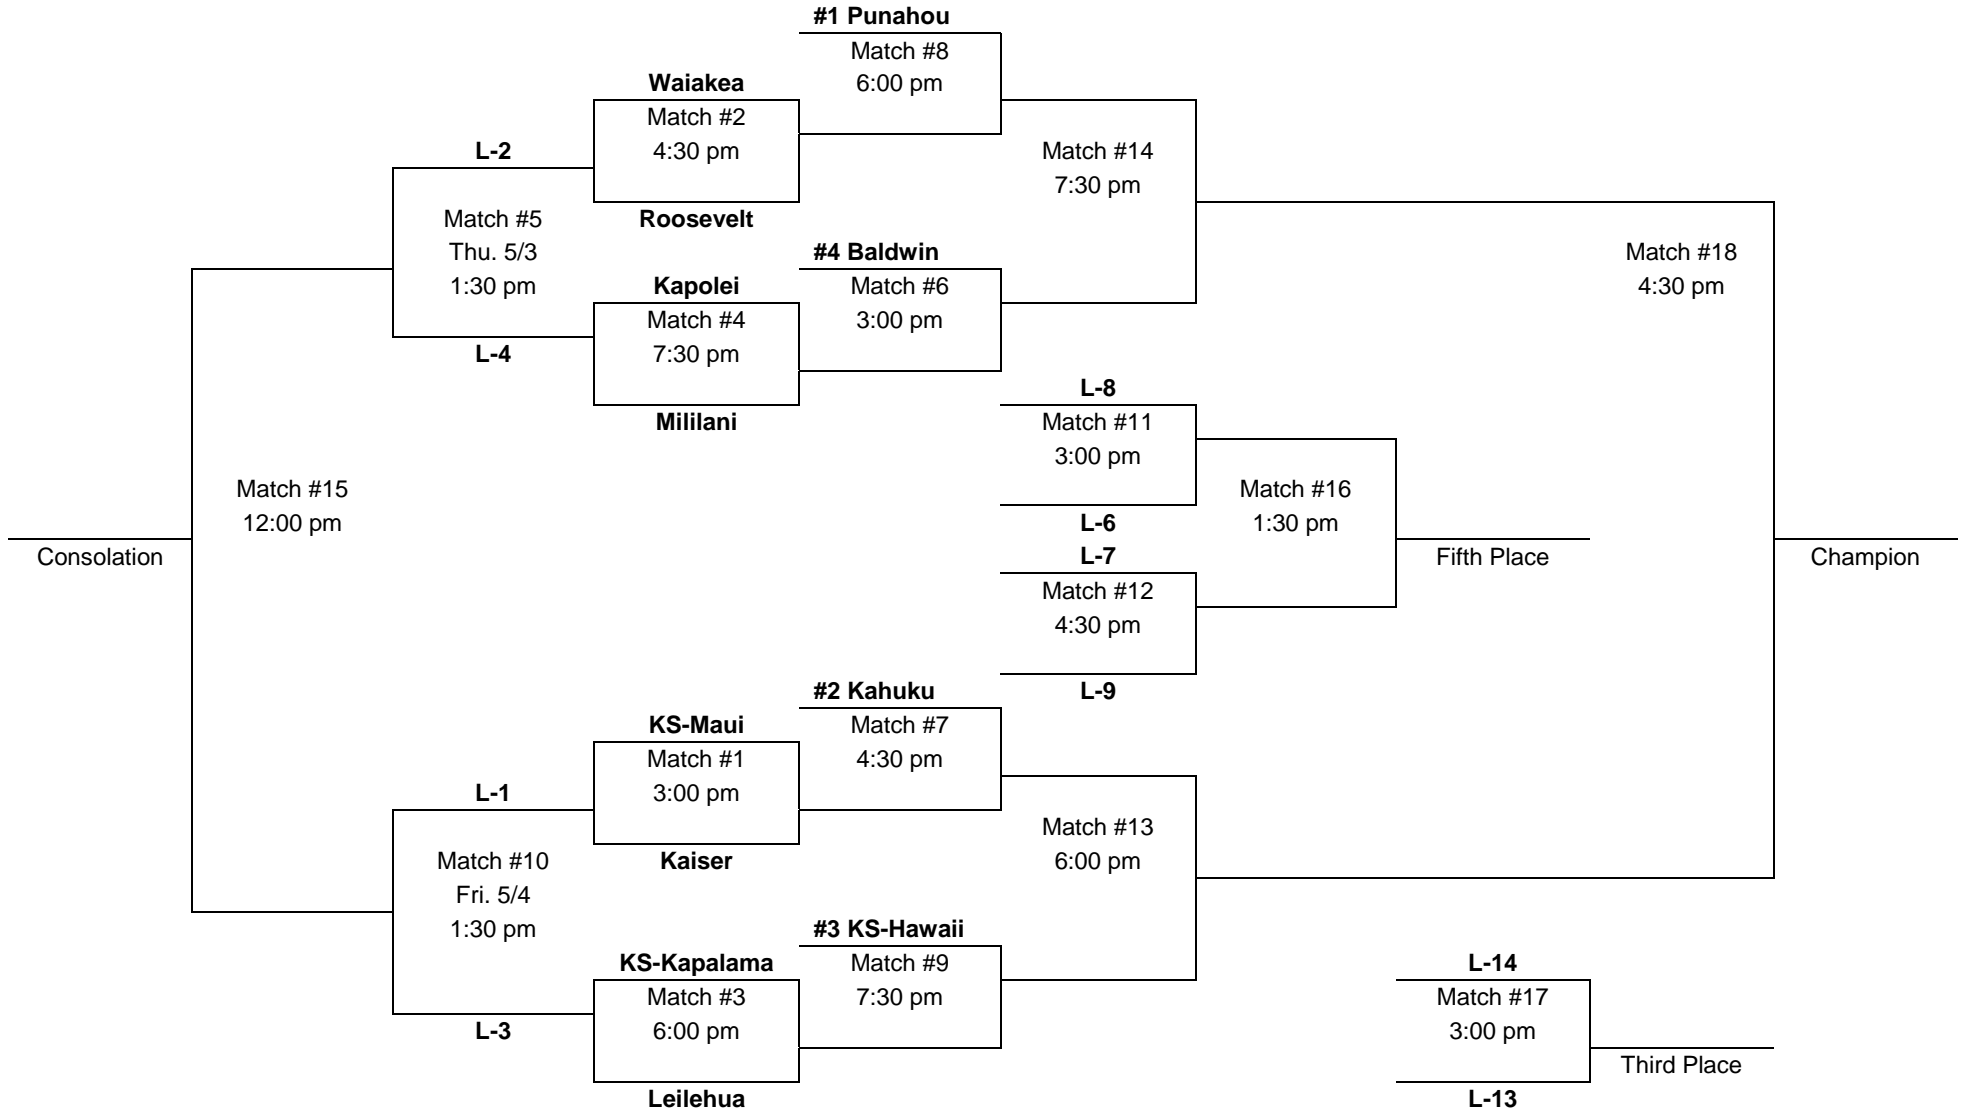 #1 Punahou
Match #8
6:00 pm
Waiakea
Match #2
4:30 pm
Roosevelt
L-2
Match #5
Thu. 5/3
1:30 pm
L-4
Match #14
7:30 pm
#4 Baldwin
Match #6
3:00 pm
Kapolei
Match #4
7:30 pm
Mililani
Match #18
4:30 pm
L-8
Match #11
3:00 pm
L-6
Match #15
12:00 pm
Consolation
Match #16
1:30 pm
Fifth Place
Champion
L-7
Match #12
4:30 pm
L-9
#2 Kahuku
Match #7
4:30 pm
KS-Maui
Match #1
3:00 pm
Kaiser
L-1
Match #10
Fri. 5/4
1:30 pm
L-3
Match #13
6:00 pm
#3 KS-Hawaii
Match #9
7:30 pm
KS-Kapalama
Match #3
6:00 pm
Leilehua
L-14
Match #17
3:00 pm
L-13
Third Place